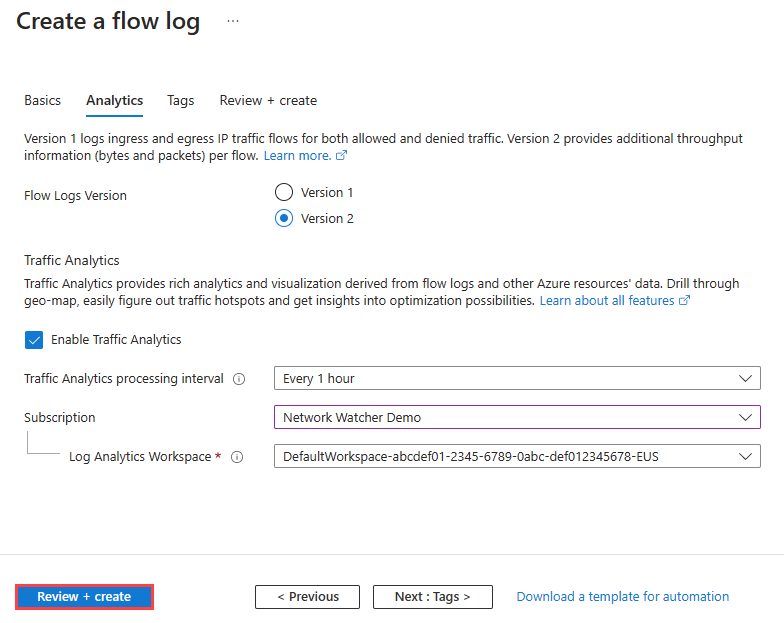 Create a flow log ...
Basics Analytics Tags Review + create
Version 1 logs ingress and egress IP traffic flows for both allowed and denied traffic. Version 2 provides additional throughput
information (bytes and packets) per flow. Learn more.
Flow Logs Version
Version 1
Version 2
Traffic Analytics
Traffic Analytics provides rich analytics and visualization derived from flow logs and other Azure resources' data. Drill through
geo-map, easily figure out traffic hotspots and get insights into optimization possibilities. Learn about all features
Enable Traffic Analytics
Traffic Analytics processing interval Every 1 hour
Subscription Network Watcher Demo
Log Analytics Workspace * DefaultWorkspace-abcdef01-2345-6789-0abc-def012345678-EUS
Review + create < Previous Next : Tags > Download a template for automation